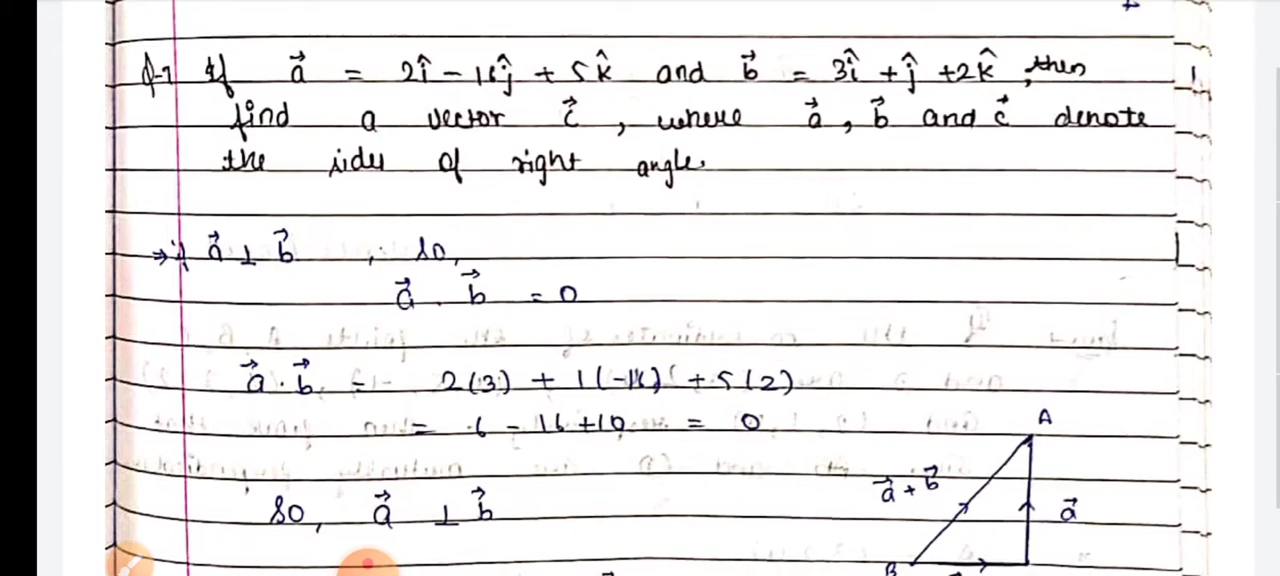 Q-7 If a⃗ = 2î - 16ĵ + 5k̂ and b⃗ = 3î + ĵ + 2k̂, then
find a vector c⃗, where a⃗, b⃗ and c⃗ denote
the sides of right angle.
⇒ if a⃗ ⊥ b⃗, so,
a⃗ . b⃗ = 0
a⃗ . b⃗ = 2(3) + 1(-16) + 5(2)
= 6 - 16 + 10 = 0
A
a⃗ + b⃗
so, a⃗ ⊥ b⃗
a⃗
B